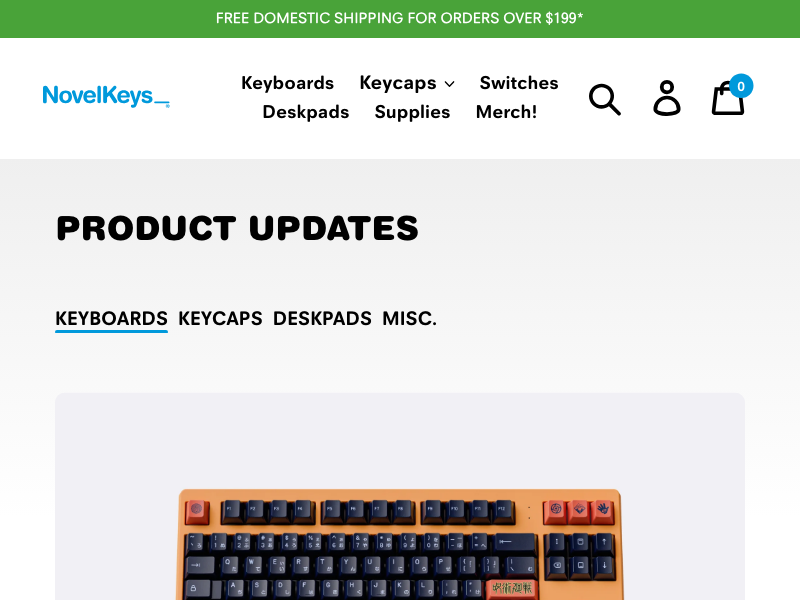 FREE DOMESTIC SHIPPING FOR ORDERS OVER $199*
NovelKeys_
Keyboards Keycaps Switches
Deskpads Supplies Merch!
0
PRODUCT UPDATES
KEYBOARDS KEYCAPS DESKPADS MISC.